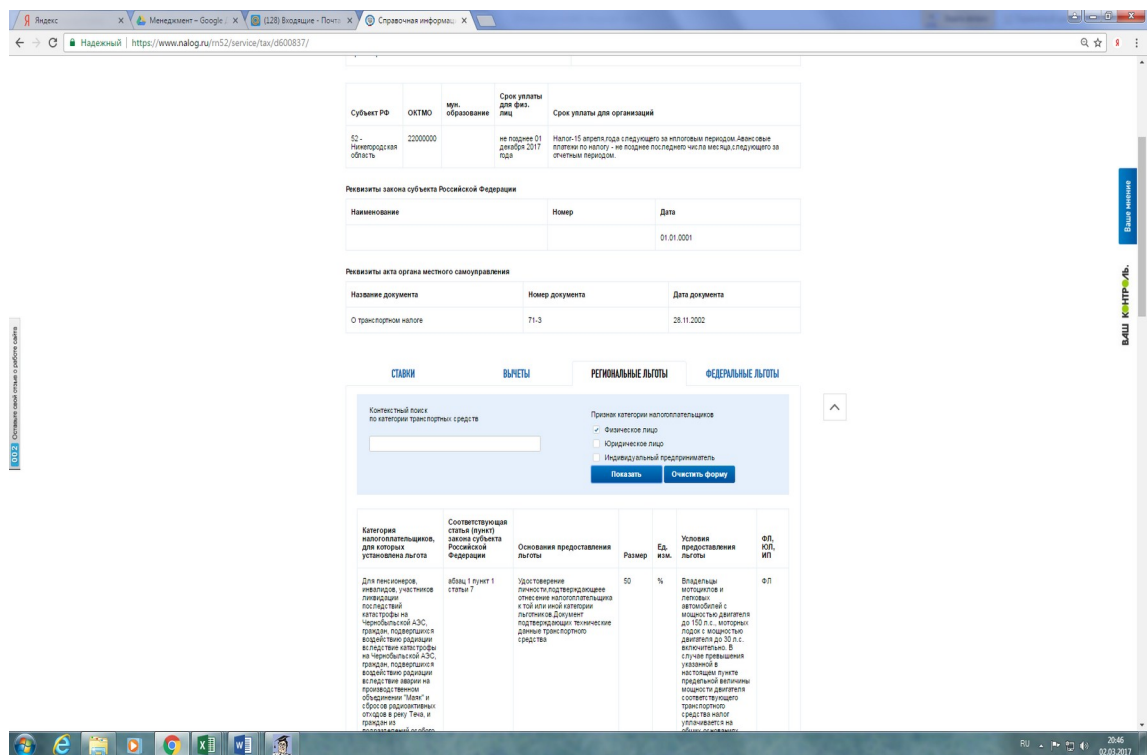 Яндекс
Менеджмент – Google
(128) Входящие - Почта
Справочная информац
Надежный | https://www.nalog.ru/rn52/service/tax/d600837/
Субъект РФ ОКТМО мун. образование Срок уплаты для физ. лиц Срок уплаты для организаций
52 - Нижегородская область 22000000 не позднее 01 декабря 2017 года
Налог-15 апреля,года следующего за нлоговым периодом.Авансовые
платежи по налогу - не позднее последнего числа месяца,следующего за
отчетным периодом.
Реквизиты закона субъекта Российской Федерации
Наименование Номер Дата
01.01.0001
Реквизиты акта органа местного самоуправления
Название документа Номер документа Дата документа
О транспортном налоге 71-3 28.11.2002
СТАВКИ ВЫЧЕТЫ РЕГИОНАЛЬНЫЕ ЛЬГОТЫ ФЕДЕРАЛЬНЫЕ ЛЬГОТЫ
Контекстный поиск
по категории транспортных средств
Признак категории налогоплательщиков
Физическое лицо
Юридическое лицо
Индивидуальный предприниматель
Показать Очистить форму
Категория
налогоплательщиков,
для которых
установлена льгота
Соответствующая
статья (пункт)
закона субъекта
Российской
Федерации
Основания предоставления
льготы
Размер
Ед.
изм.
Условия
предоставления
льготы
ФЛ,
ЮЛ,
ИП
Для пенсионеров,
инвалидов, участников
ликвидации
последствий
катастрофы на
Чернобыльской АЭС,
граждан, подвергшихся
воздействию радиации
вследствие катастрофы
на Чернобыльской АЭС,
граждан, подвергшихся
воздействию радиации
вследствие аварии на
производственном
объединении "Маяк" и
сбросов радиоактивных
отходов в реку Теча, и
граждан из
подразделений особого
абзац 1 пункт 1
статьи 7
Удостоверение
личности,подтверждающеее
отнесение налогоплательщика
к той или иной категории
льготников.Документ
подтверждающих технические
данные транспортного
средства
50
%
Владельцы
мотоциклов и
легковых
автомобилей с
мощностью двигателя
до 150 л.с., моторных
лодок с мощностью
двигателя до 30 л.с.
включительно. В
случае превышения
указанной в
настоящем пункте
предельной величины
мощности двигателя
соответствующего
транспортного
средства налог
уплачивается на
общих основаниях
ФЛ
Ваше мнение
ВАШ КОНТРОЛЬ.
002 Оставьте свой отзыв о работе сайта
RU
20:46
02.03.2017